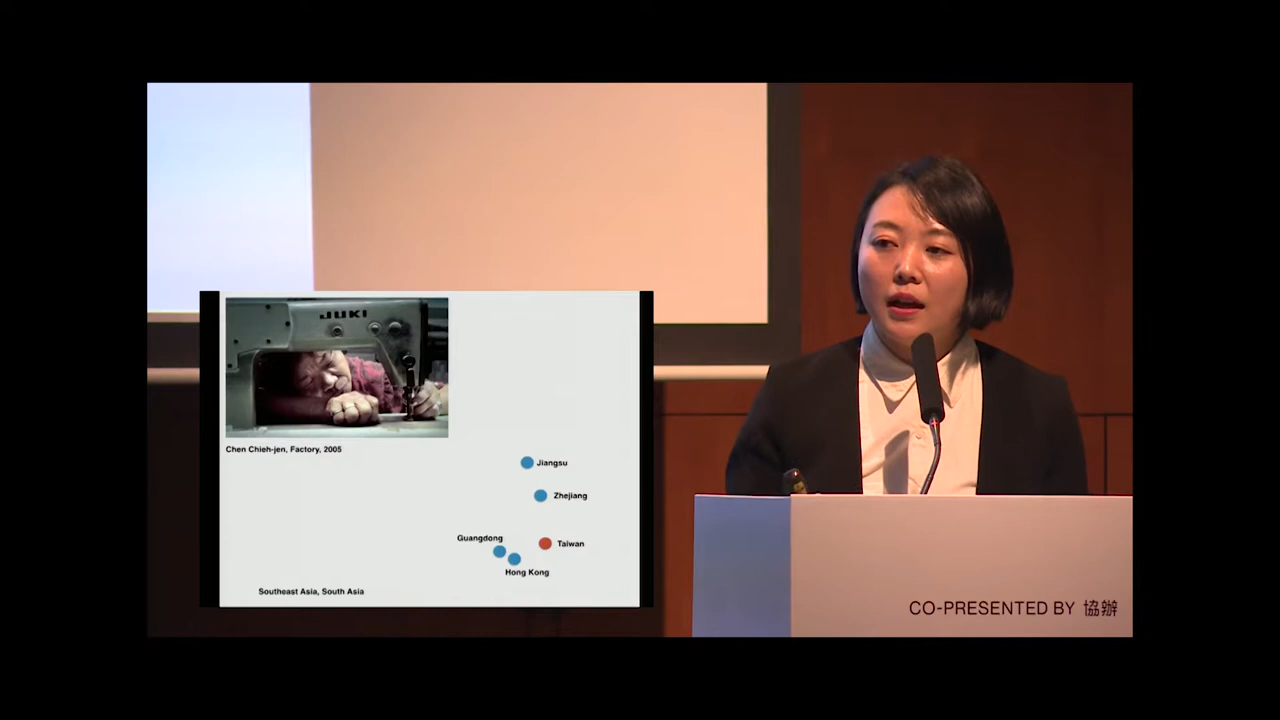 JUKI
Chen Chieh-jen, Factory, 2005
Jiangsu
Zhejiang
Guangdong
Taiwan
Hong Kong
Southeast Asia, South Asia
CO-PRESENTED BY 協辦